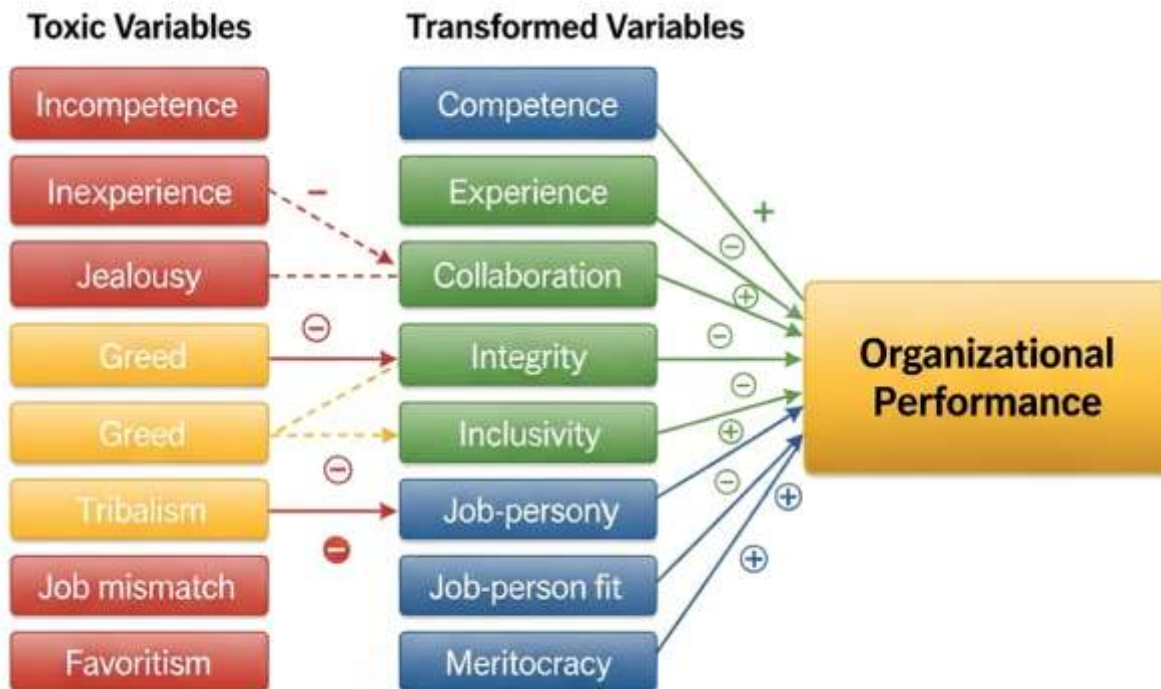 Toxic Variables
Transformed Variables
Incompetence
Competence
Inexperience
Experience
Jealousy
Collaboration
Greed
Integrity
Greed
Inclusivity
Tribalism
Job-persony
Job mismatch
Job-person fit
Favoritism
Meritocracy
Organizational
Performance